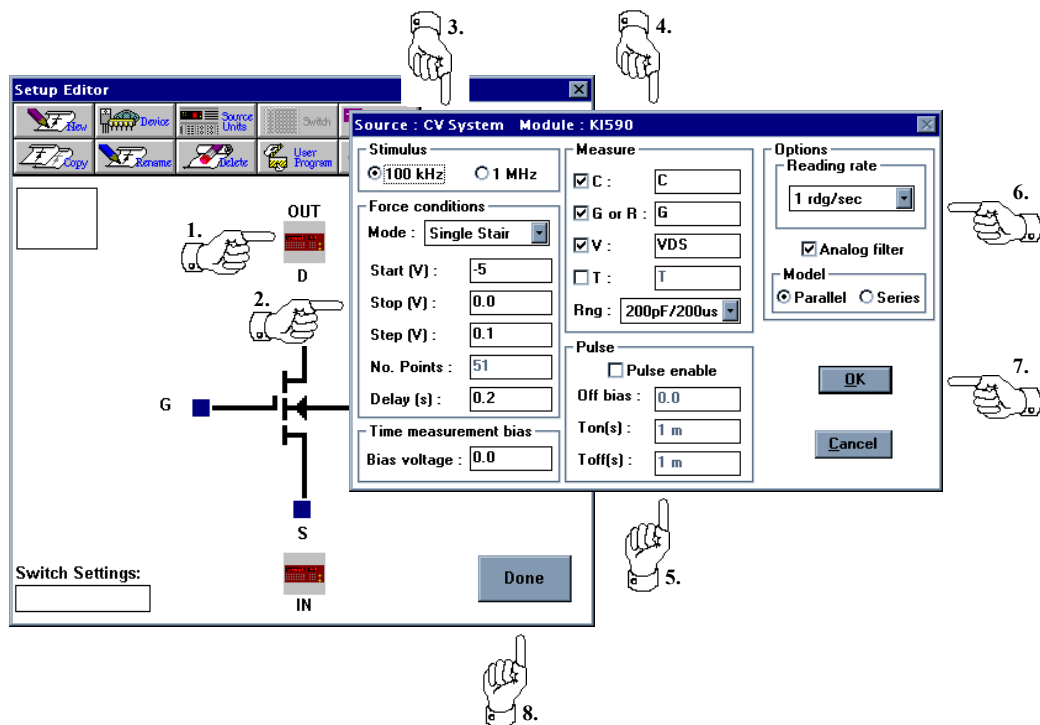 3.
4.
Setup Editor
New
Device
Source Units
Switch
Copy
Rename
Delete
User Program
1.
OUT
D
2.
G
S
IN
Switch Settings:
Done
Source : CV System Module : KI590
Stimulus
100 kHz
1 MHz
Force conditions
Mode : Single Stair
Start (V) : -5
Stop (V) : 0.0
Step (V) : 0.1
No. Points : 51
Delay (s) : 0.2
Time measurement bias
Bias voltage : 0.0
Measure
C : C
G or R : G
V : VDS
T : T
Rng : 200pF/200us
Pulse
Pulse enable
Off bias : 0.0
Ton(s) : 1 m
Toff(s) : 1 m
Options
Reading rate
1 rdg/sec
Analog filter
Model
Parallel
Series
OK
Cancel
6.
7.
5.
8.